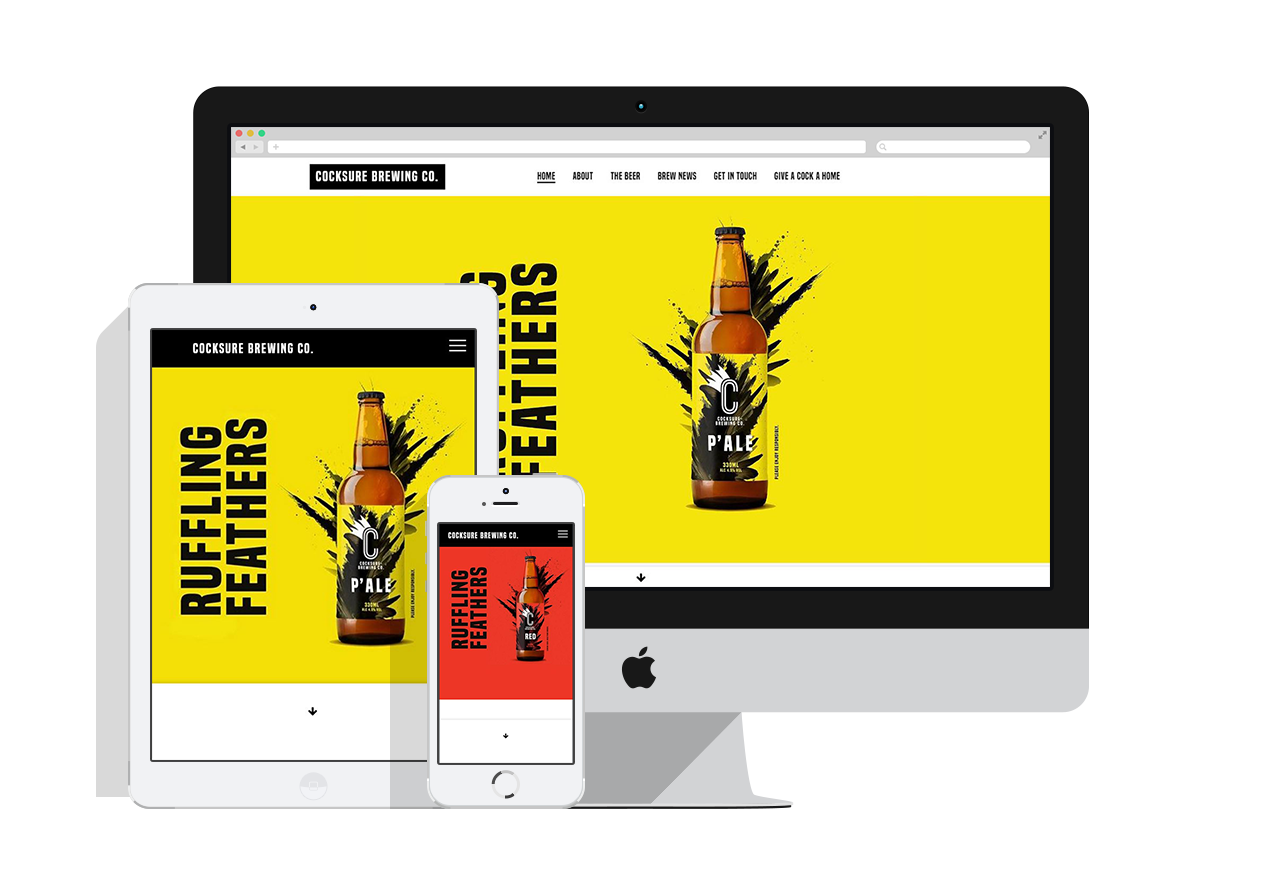 COCKSURE BREWING CO.
HOME ABOUT THE BEER BREW NEWS GET IN TOUCH GIVE A COCK A HOME
FEATHERS
C
COCKSURE
BREWING CO.
P'ALE
330ML
ALC 4.5% VOL
PLEASE ENJOY RESPONSIBLY.
COCKSURE BREWING CO.
RUFFLING
FEATHERS
C
COCKSURE
BREWING CO.
P'ALE
330ML
ALC 4.5% VOL
PLEASE ENJOY RESPONSIBLY.
COCKSURE BREWING CO.
RUFFLING
FEATHERS
C
RED